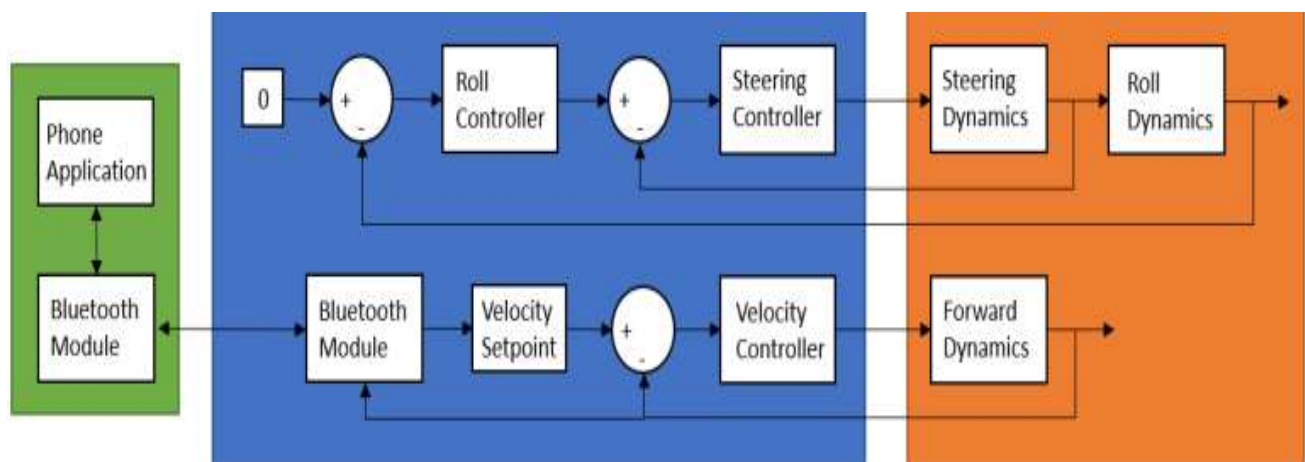 Phone
Application
Bluetooth
Module
0
+
-
Roll
Controller
+
-
Steering
Controller
Steering
Dynamics
Roll
Dynamics
Bluetooth
Module
Velocity
Setpoint
+
-
Velocity
Controller
Forward
Dynamics